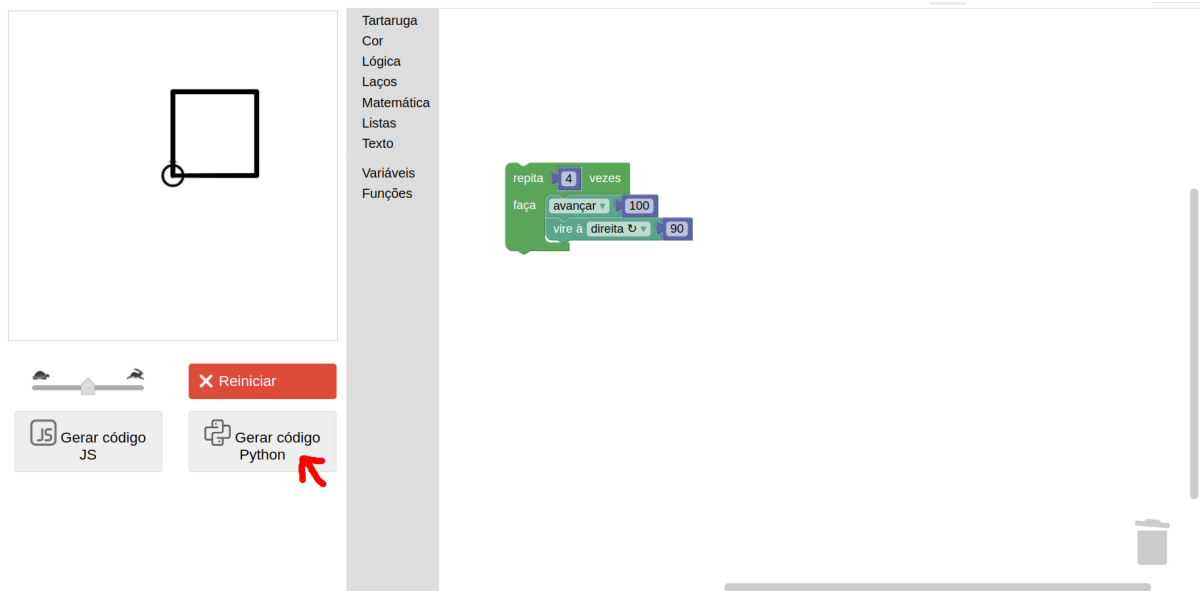 Tartaruga
Cor
Lógica
Laços
Matemática
Listas
Texto
Variáveis
Funções
repita 4 vezes
faça avançar ▾ 100
vire à direita ↻ ▾ 90
Reiniciar
JS Gerar código
JS
Gerar código
Python